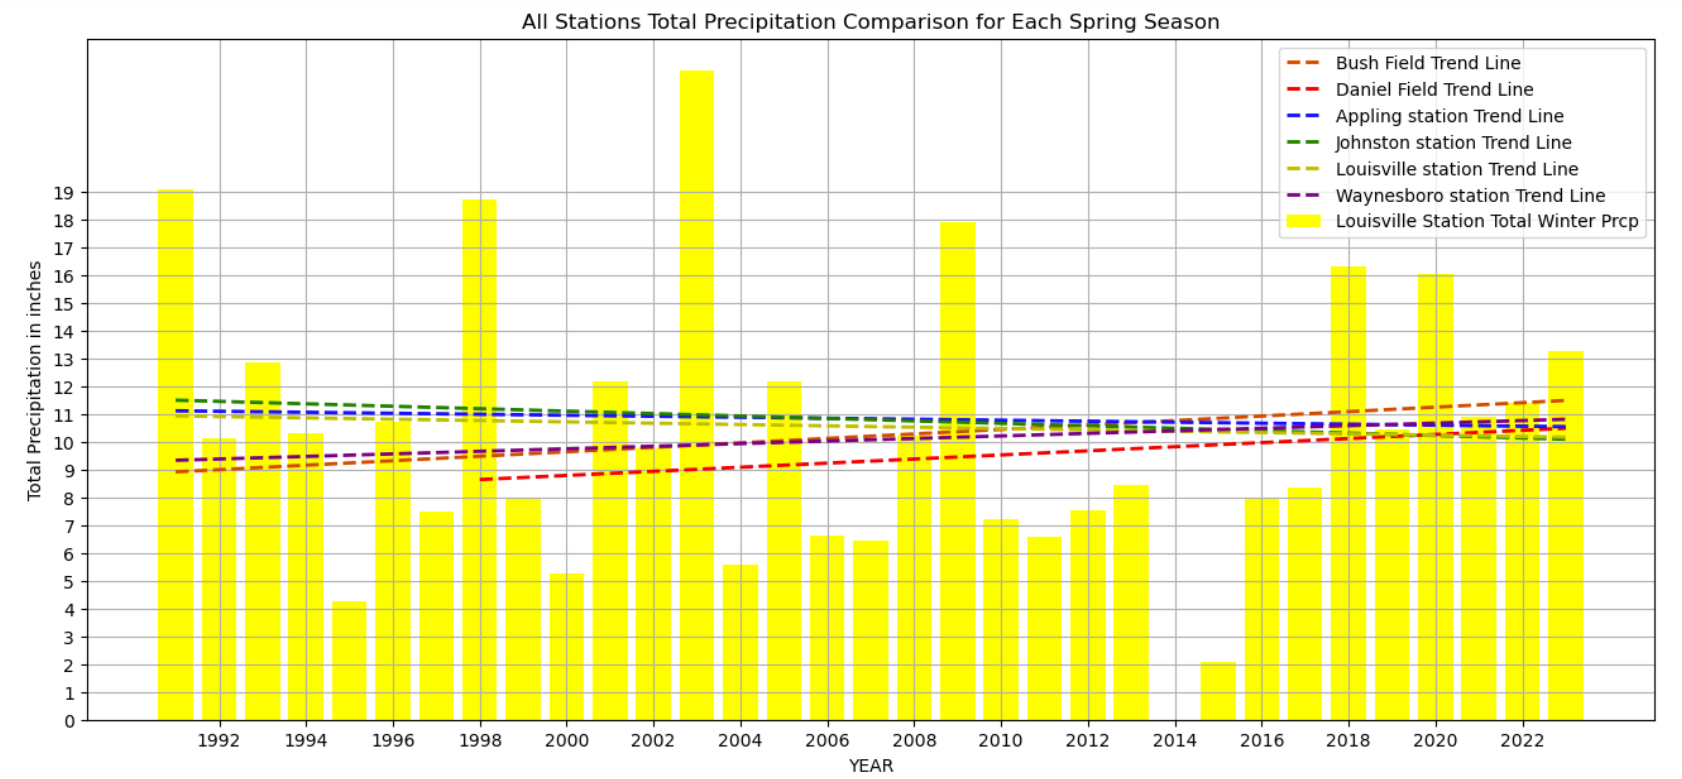 All Stations Total Precipitation Comparison for Each Spring Season
Bush Field Trend Line
Daniel Field Trend Line
Appling station Trend Line
Johnston station Trend Line
Louisville station Trend Line
Waynesboro station Trend Line
Louisville Station Total Winter Prcp
Total Precipitation in inches
19
18
17
16
15
14
13
12
11
10
9
8
7
6
5
4
3
2
1
0
1992 1994 1996 1998 2000 2002 2004 2006 2008 2010 2012 2014 2016 2018 2020 2022
YEAR